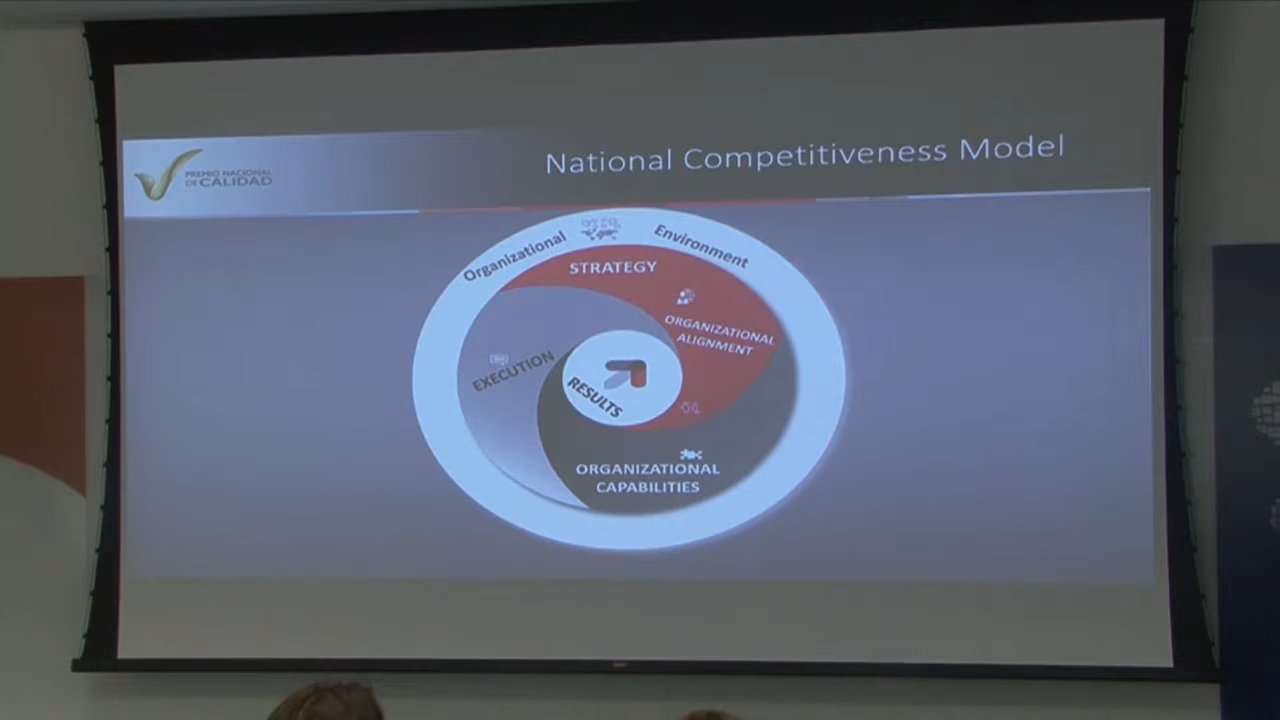 National Competitiveness Model
PREMIO NACIONAL
DE CALIDAD
Organizational
Environment
STRATEGY
ORGANIZATIONAL
ALIGNMENT
EXECUTION
RESULTS
ORGANIZATIONAL
CAPABILITIES